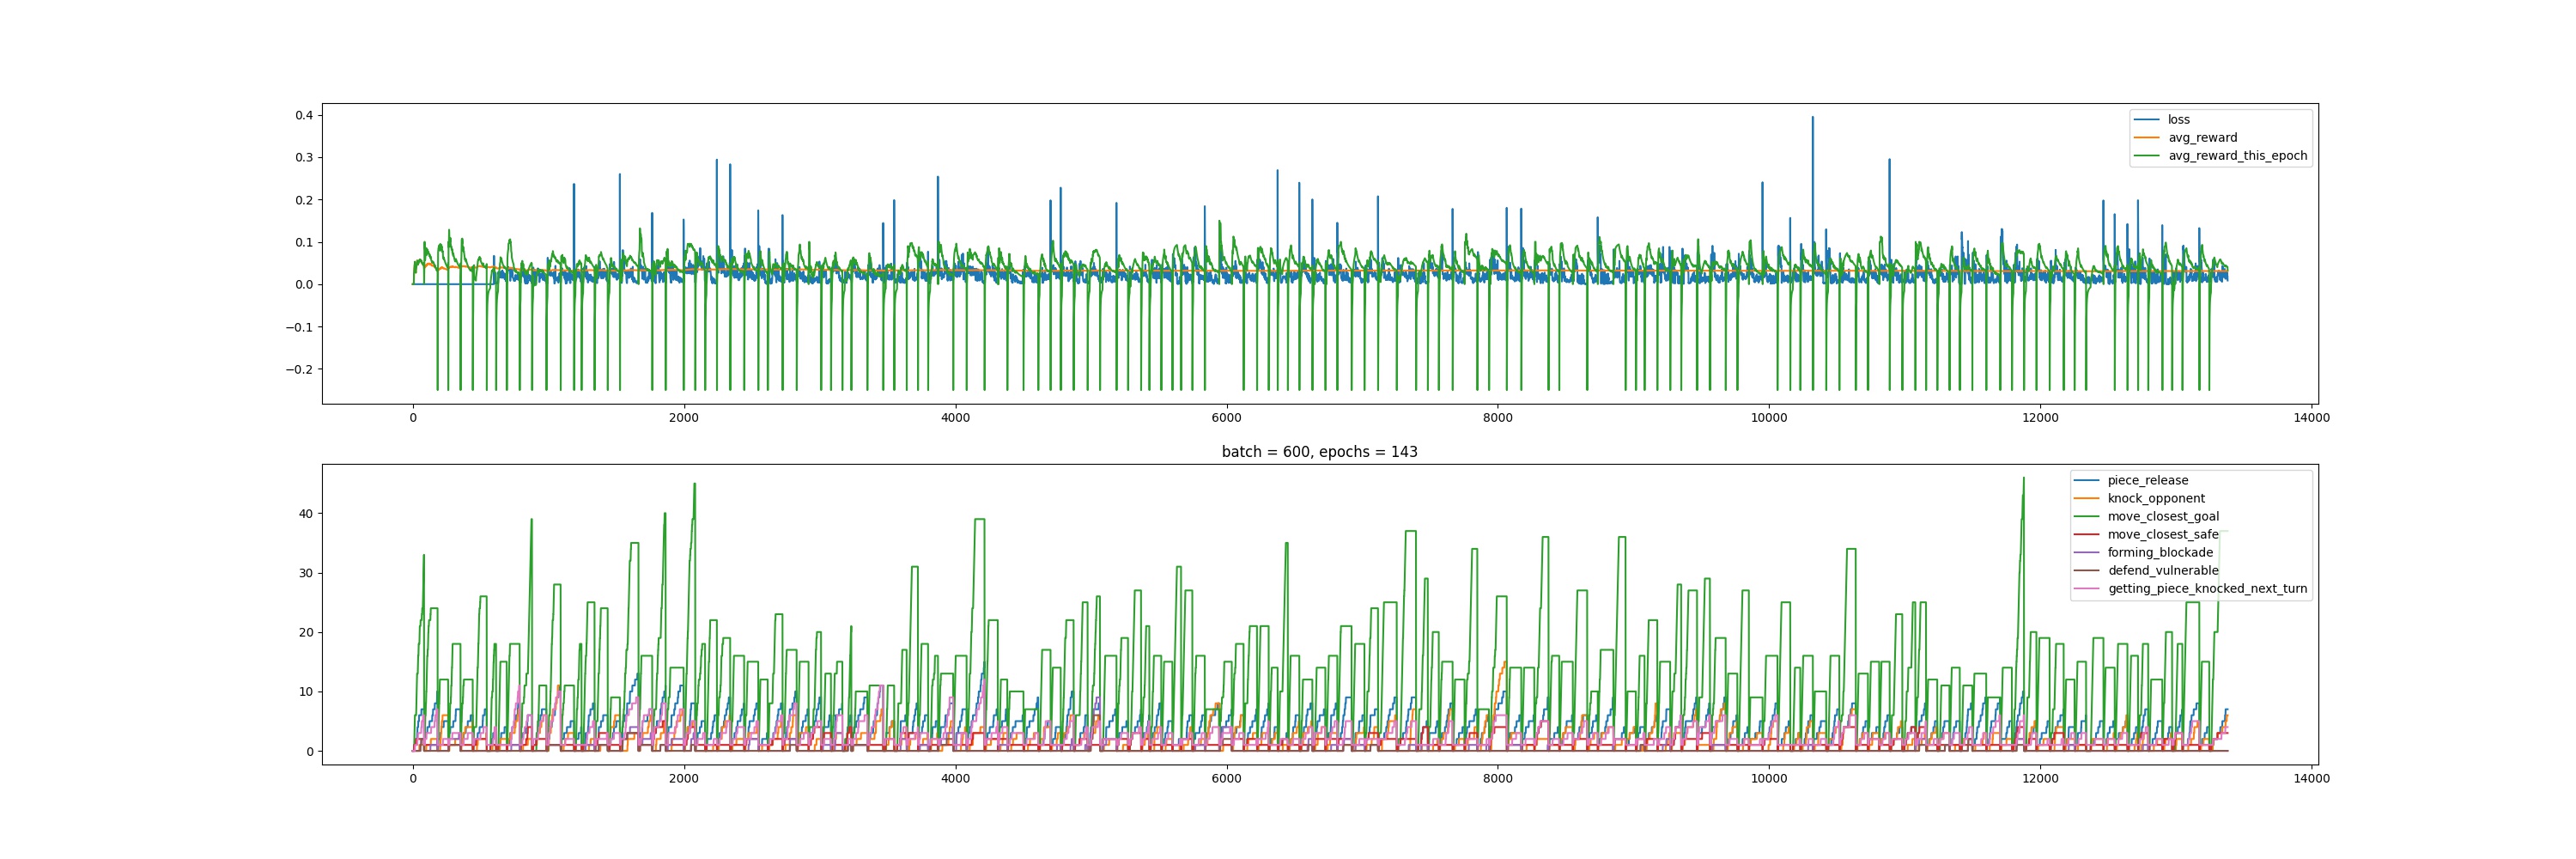 0.4
0.3
0.2
0.1
0.0
−0.1
−0.2
loss
avg_reward
avg_reward_this_epoch
0 2000 4000 6000 8000 10000 12000 14000
batch = 600, epochs = 143
40
30
20
10
0
piece_release
knock_opponent
move_closest_goal
move_closest_safe
forming_blockade
defend_vulnerable
getting_piece_knocked_next_turn
0 2000 4000 6000 8000 10000 12000 14000